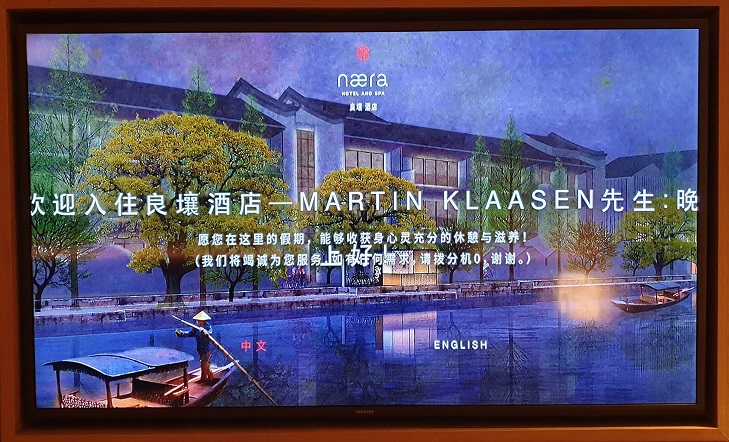 næra
HOTEL AND SPA
良壤酒店
欢迎入住良壤酒店—MARTIN KLAASEN先生:晚
上好!
愿您在这里的假期，能够收获身心灵充分的休憩与滋养！
（我们将竭诚为您服务，如有任何需求，请拨分机0，谢谢。）
中文
ENGLISH
SAMSUNG